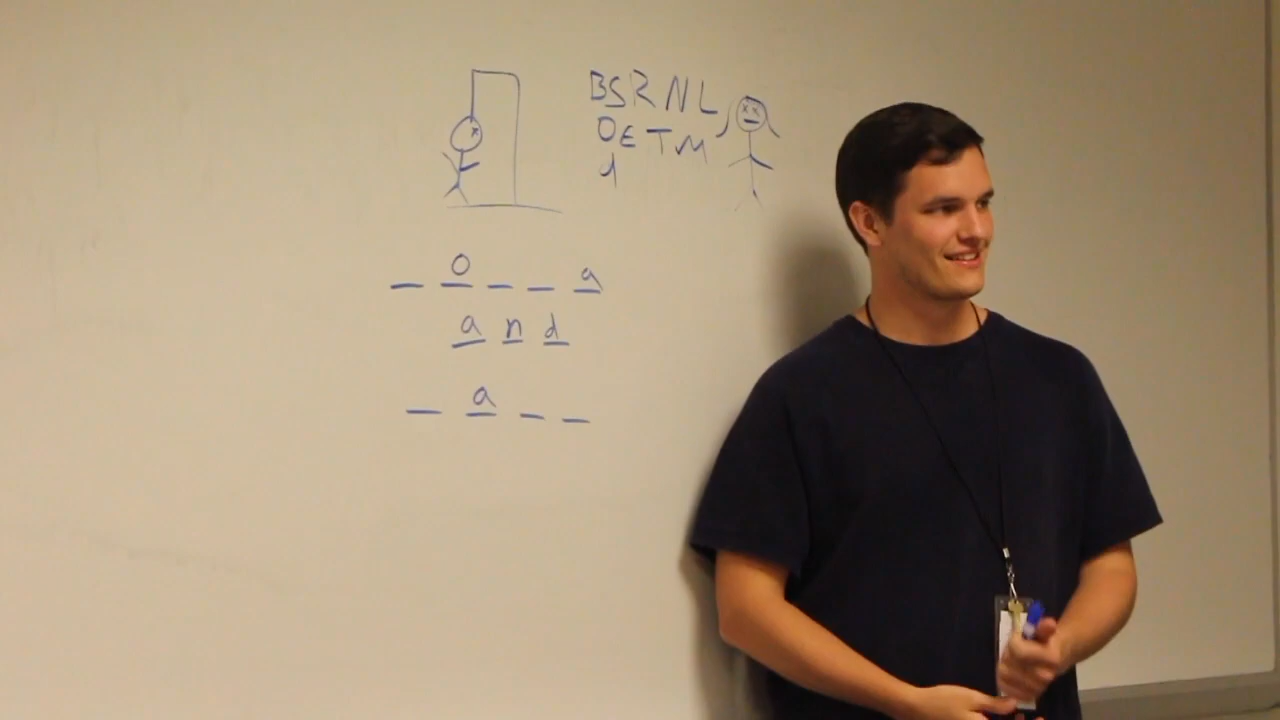 BSRNL
OETM
d
_ o _ _ a
a n d
_ a _ _